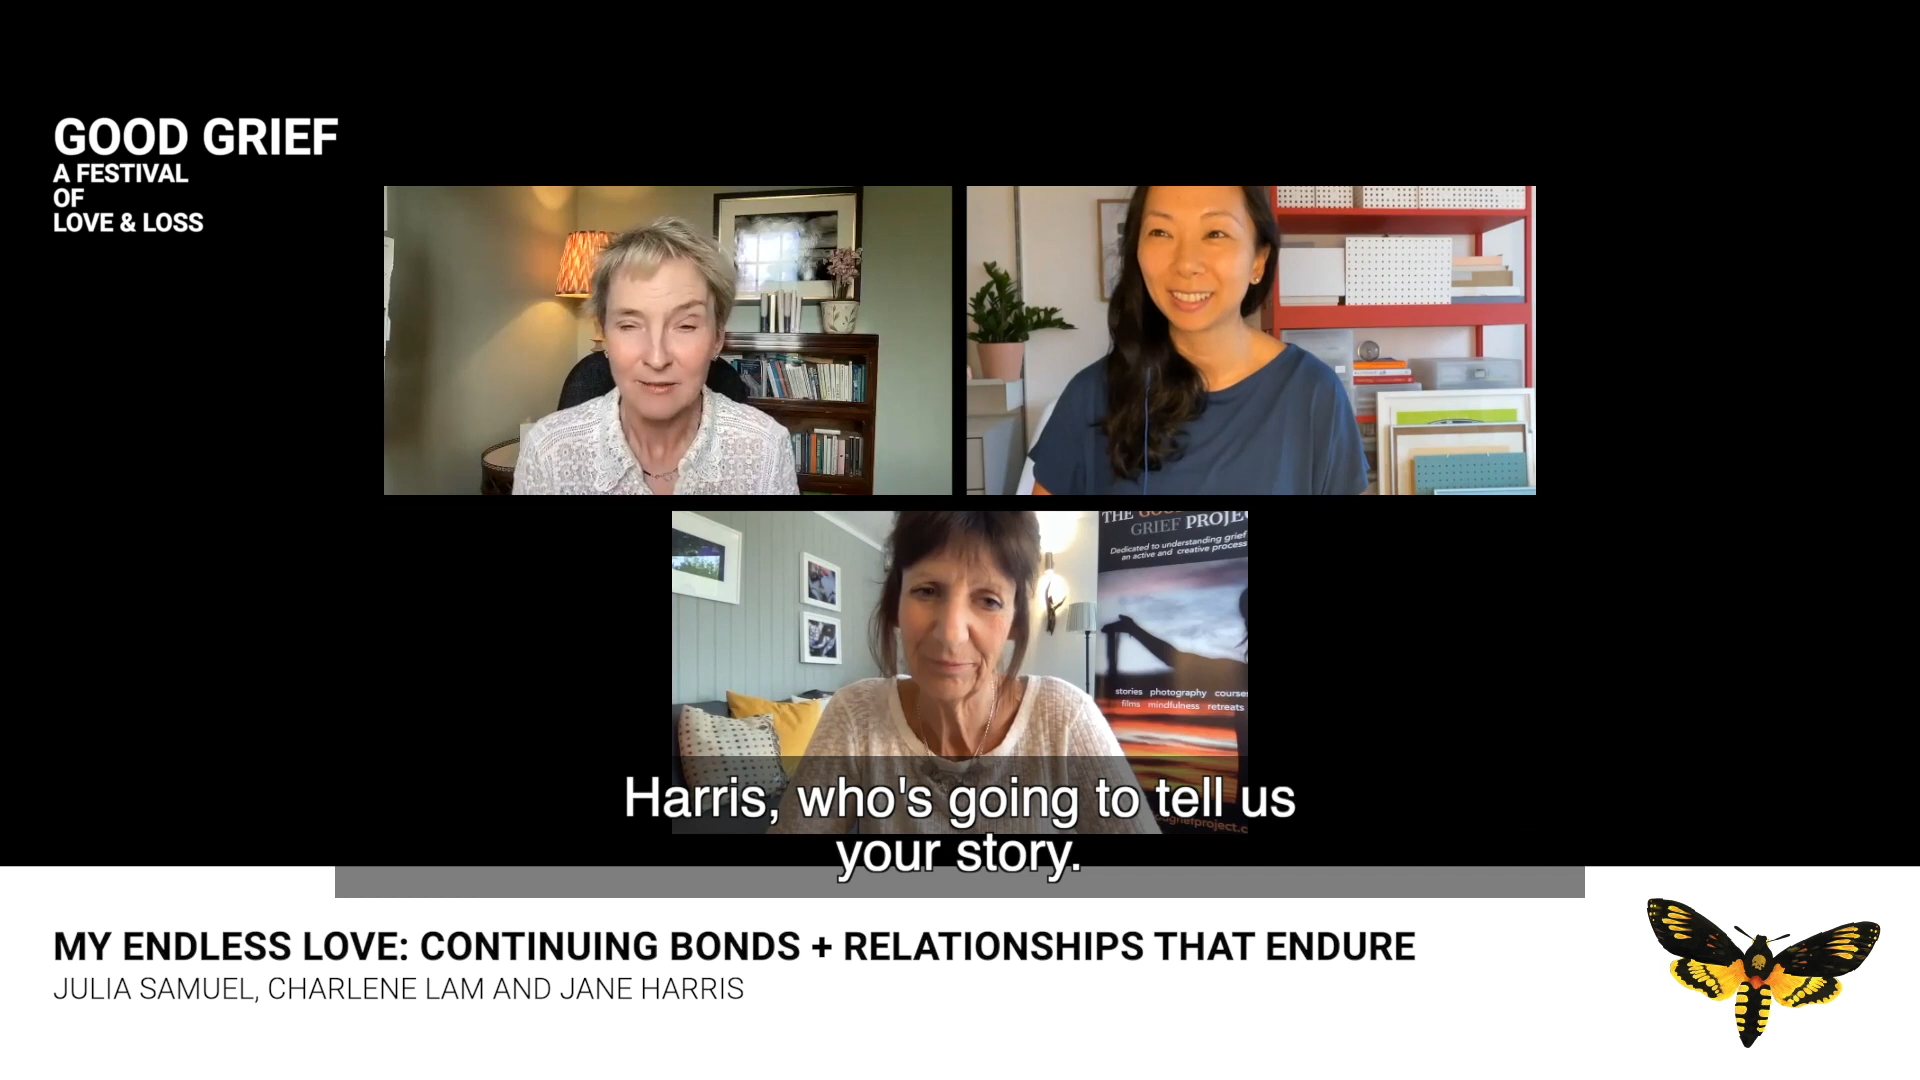 GOOD GRIEF
A FESTIVAL
OF
LOVE & LOSS
THE
GRIEF
Dedicated to understanding grief
an active and creative process
stories photography
films mindfulness retreats
Harris, who's going to tell us
your story.
MY ENDLESS LOVE: CONTINUING BONDS + RELATIONSHIPS THAT ENDURE
JULIA SAMUEL, CHARLENE LAM AND JANE HARRIS